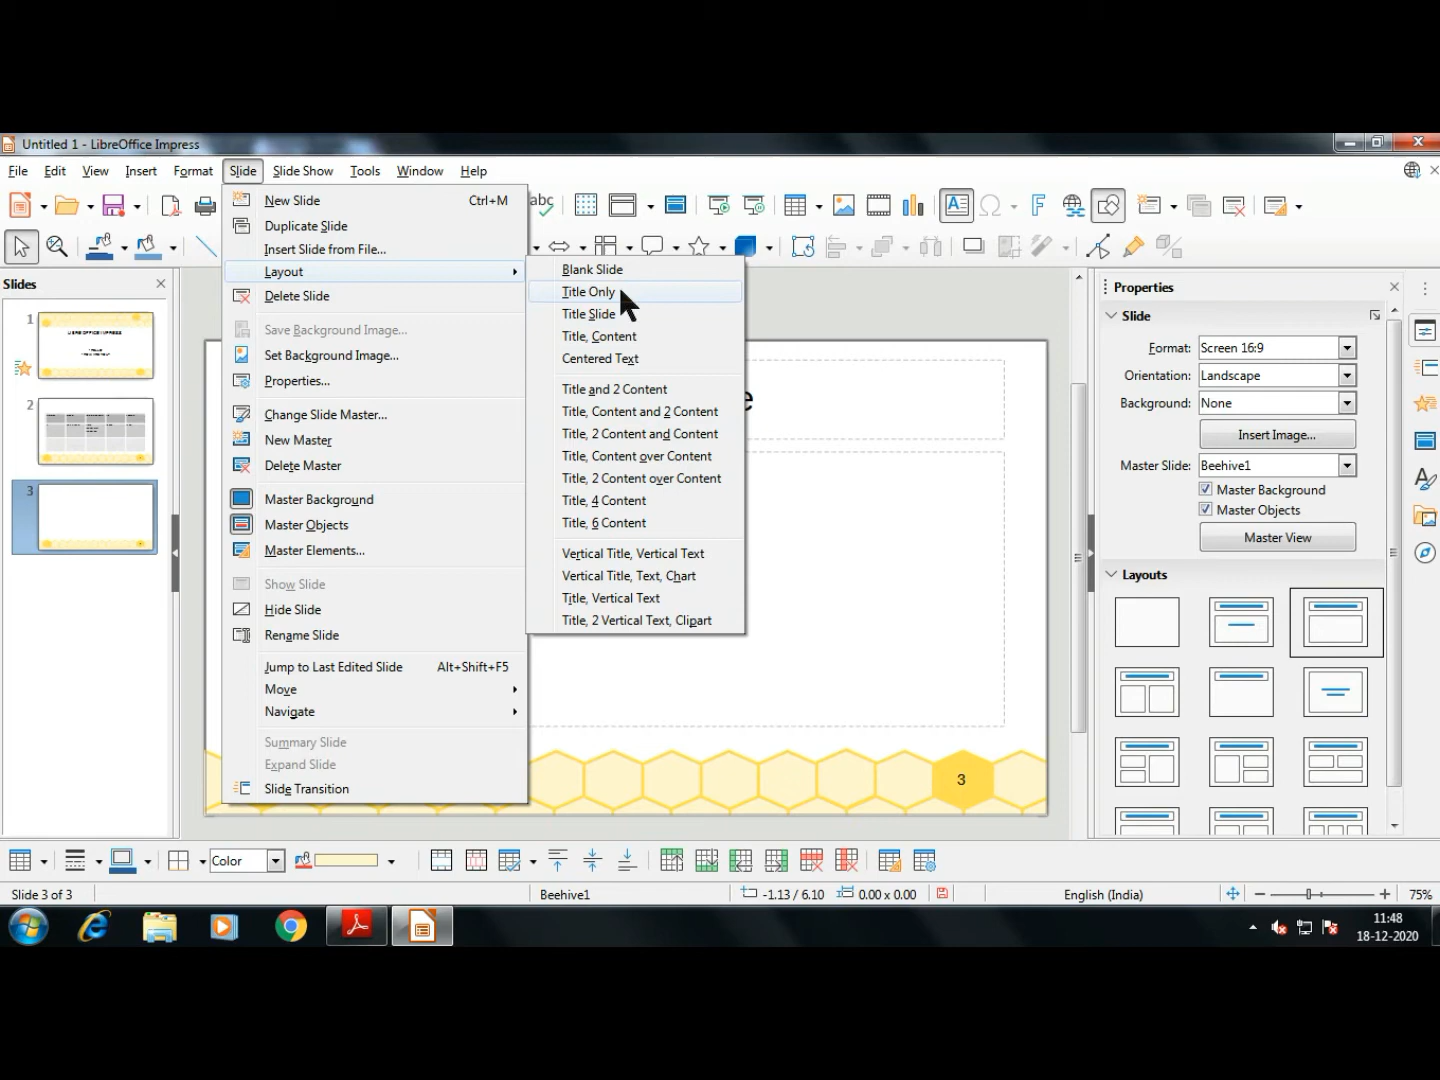 Untitled 1 - LibreOffice Impress
File Edit View Insert Format Slide Slide Show Tools Window Help
abc
Slides
1
LIBRE OFFICE IMPRESS
2
3
New Slide Ctrl+M
Duplicate Slide
Insert Slide from File...
Layout
Delete Slide
Save Background Image...
Set Background Image...
Properties...
Change Slide Master...
New Master
Delete Master
Master Background
Master Objects
Master Elements...
Show Slide
Hide Slide
Rename Slide
Jump to Last Edited Slide Alt+Shift+F5
Move
Navigate
Summary Slide
Expand Slide
Slide Transition
Blank Slide
Title Only
Title Slide
Title, Content
Centered Text
Title and 2 Content
Title, Content and 2 Content
Title, 2 Content and Content
Title, Content over Content
Title, 2 Content over Content
Title, 4 Content
Title, 6 Content
Vertical Title, Vertical Text
Vertical Title, Text, Chart
Title, Vertical Text
Title, 2 Vertical Text, Clipart
e
3
Properties
Slide
Format: Screen 16:9
Orientation: Landscape
Background: None
Insert Image...
Master Slide: Beehive1
Master Background
Master Objects
Master View
Layouts
Color
Slide 3 of 3 Beehive1 -1.13 / 6.10 0.00 x 0.00 English (India) 75%
11:48
18-12-2020